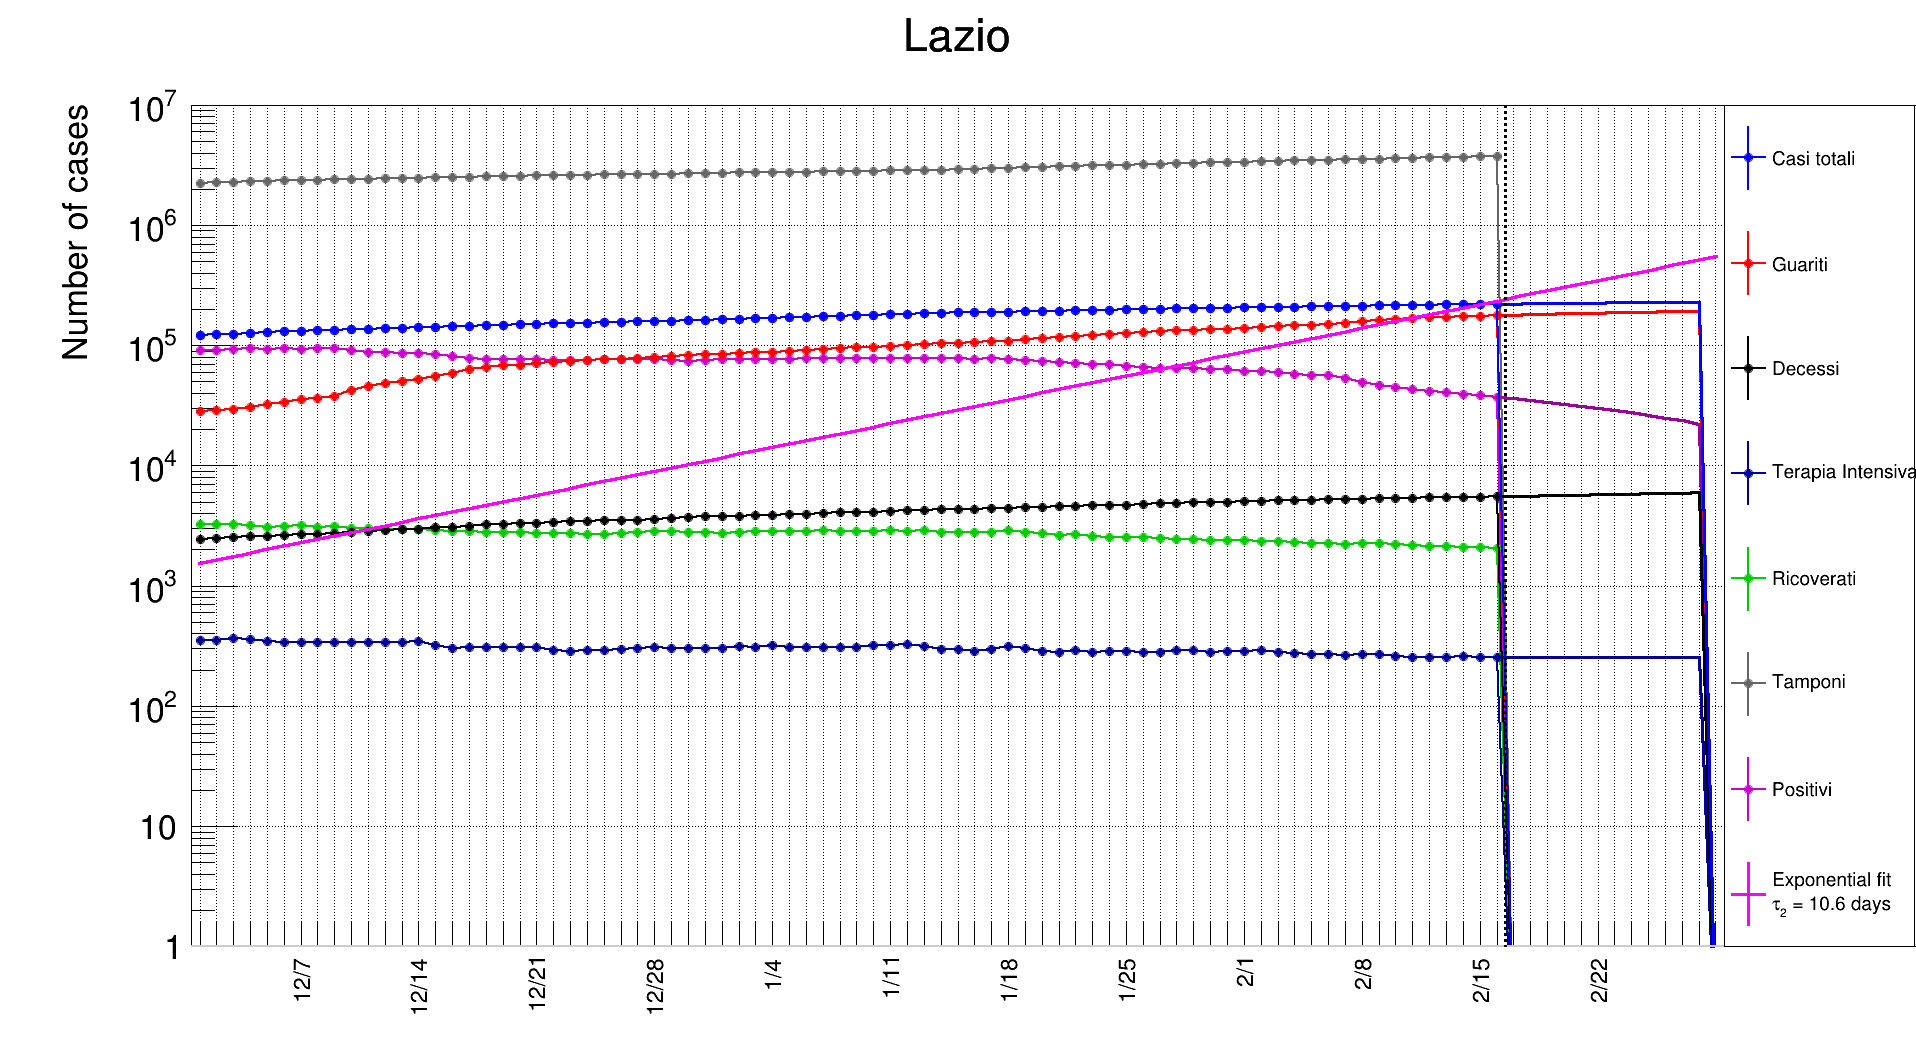 Lazio
Number of cases
10^7
10^6
10^5
10^4
10^3
10^2
10
1
12/7
12/14
12/21
12/28
1/4
1/11
1/18
1/25
2/1
2/8
2/15
2/22
Casi totali
Guariti
Decessi
Terapia Intensiva
Ricoverati
Tamponi
Positivi
Exponential fit
τ_2 = 10.6 days